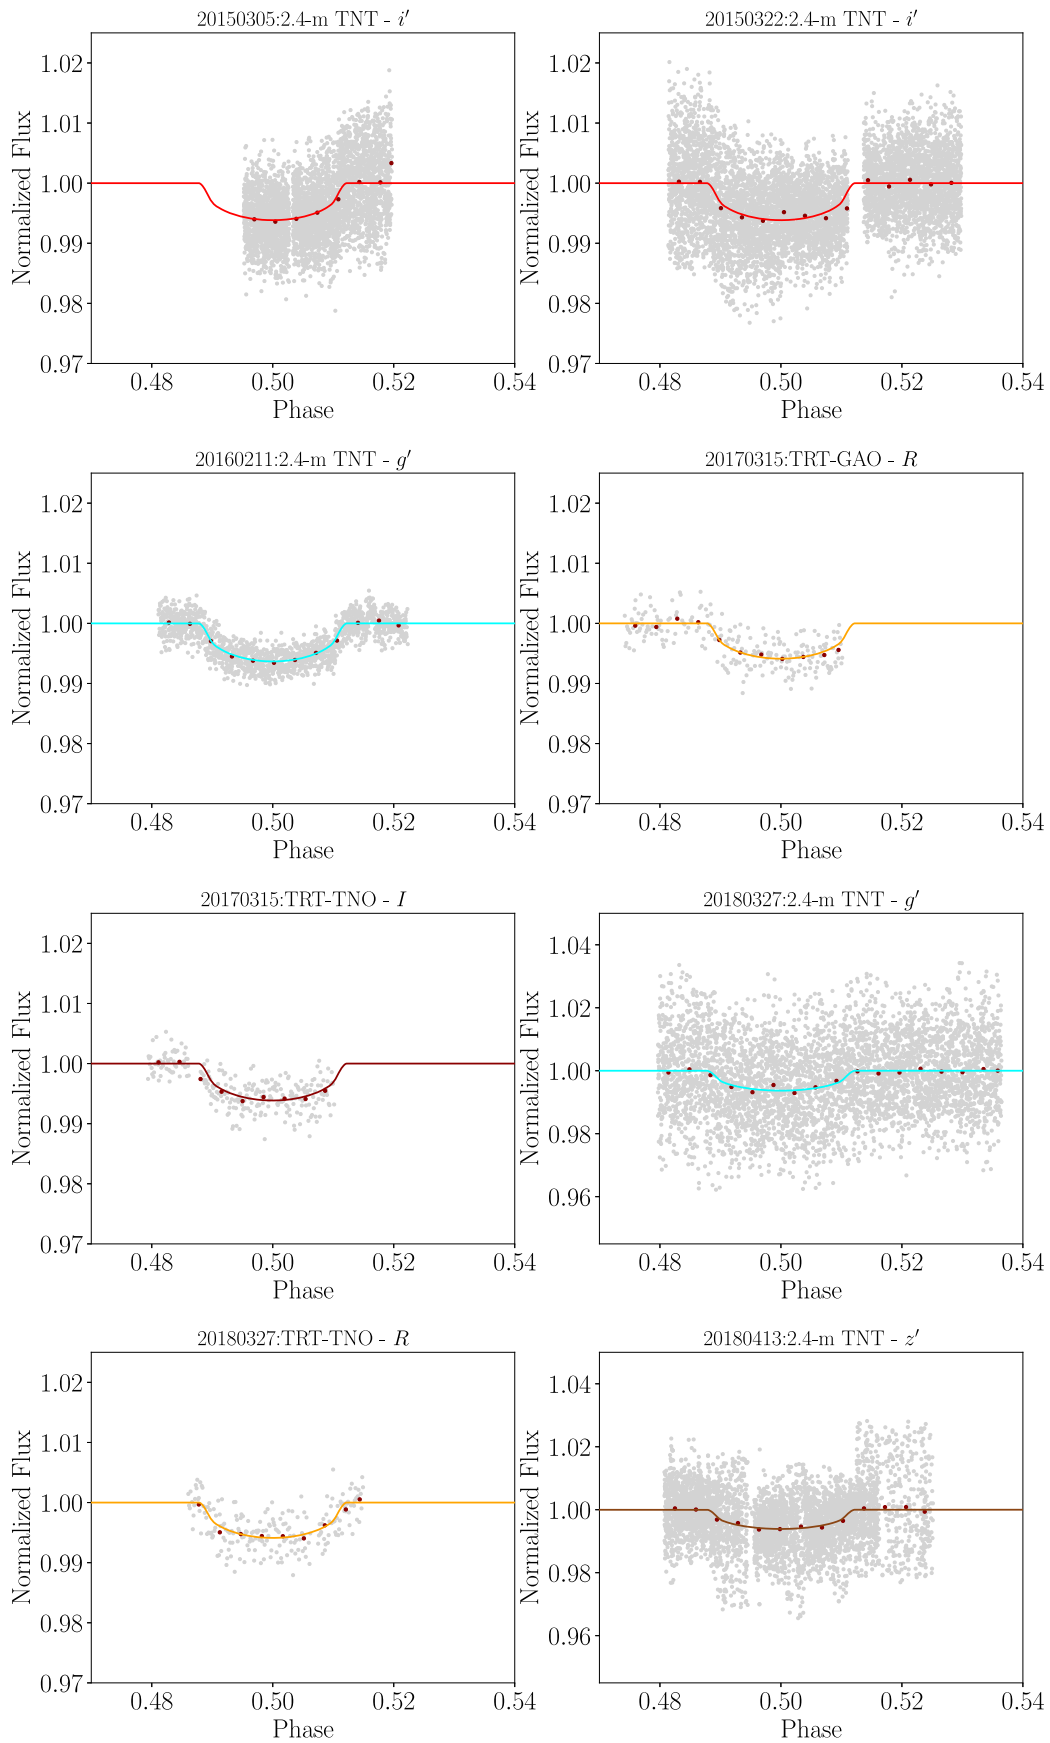 20150305:2.4-m TNT - i′
1.02
1.01
1.00
0.99
0.98
0.97
Normalized Flux
0.48 0.50 0.52 0.54
Phase
20150322:2.4-m TNT - i′
1.02
1.01
1.00
0.99
0.98
0.97
Normalized Flux
0.48 0.50 0.52 0.54
Phase
20160211:2.4-m TNT - g′
1.02
1.01
1.00
0.99
0.98
0.97
Normalized Flux
0.48 0.50 0.52 0.54
Phase
20170315:TRT-GAO - R
1.02
1.01
1.00
0.99
0.98
0.97
Normalized Flux
0.48 0.50 0.52 0.54
Phase
20170315:TRT-TNO - I
1.02
1.01
1.00
0.99
0.98
0.97
Normalized Flux
0.48 0.50 0.52 0.54
Phase
20180327:2.4-m TNT - g′
1.04
1.02
1.00
0.98
0.96
Normalized Flux
0.48 0.50 0.52 0.54
Phase
20180327:TRT-TNO - R
1.02
1.01
1.00
0.99
0.98
0.97
Normalized Flux
0.48 0.50 0.52 0.54
Phase
20180413:2.4-m TNT - z′
1.04
1.02
1.00
0.98
0.96
Normalized Flux
0.48 0.50 0.52 0.54
Phase